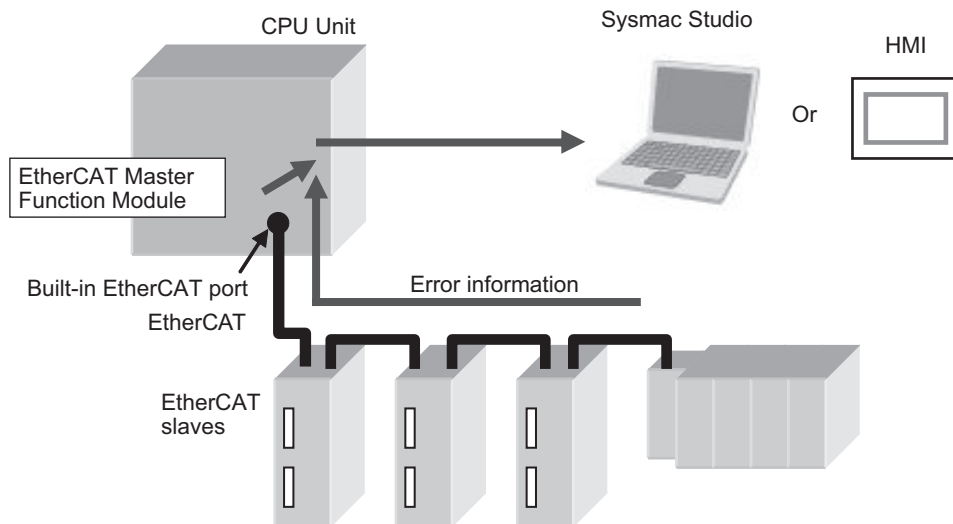 CPU Unit
Sysmac Studio
HMI
Or
EtherCAT Master
Function Module
Built-in EtherCAT port
Error information
EtherCAT
EtherCAT
slaves